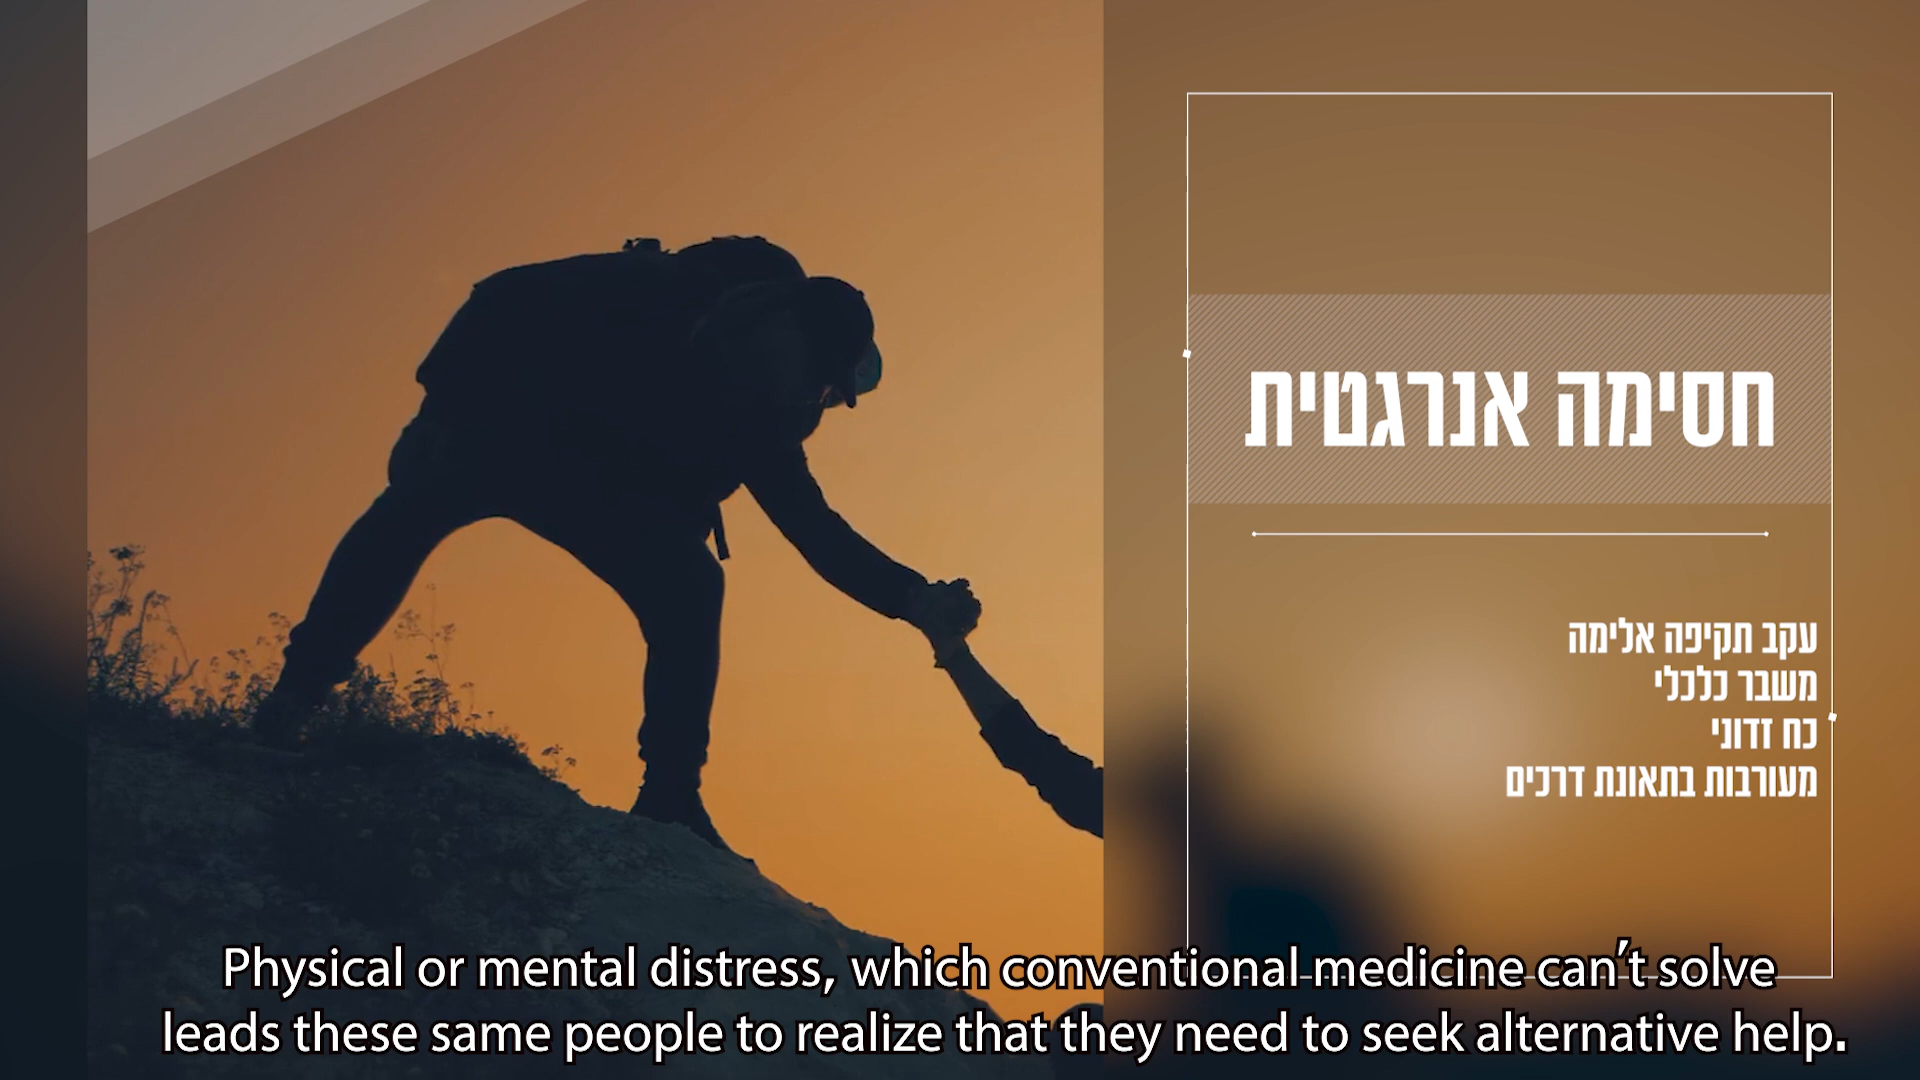 חסימה אנרגטית
עקב תקיפה אלימה
משבר כלכלי
כח זדוני
מעורבות בתאונת דרכים
Physical or mental distress, which conventional medicine can't solve
leads these same people to realize that they need to seek alternative help.